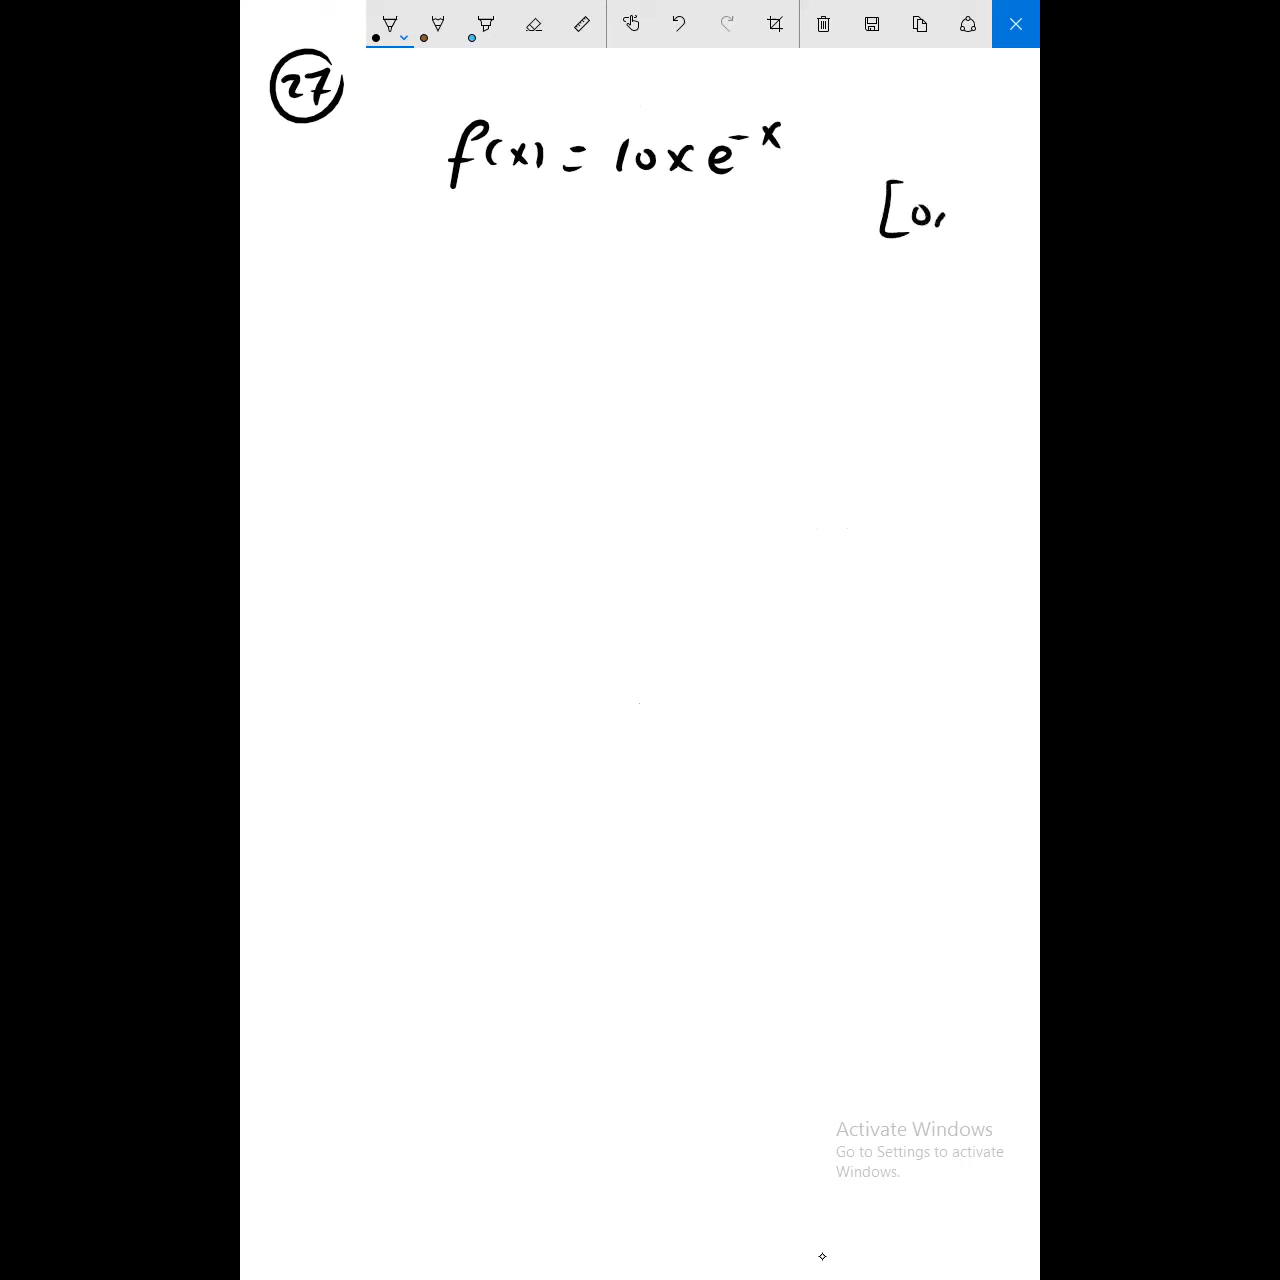 27
f(x) = 10xe^{-x}
[0,
Activate Windows
Go to Settings to activate
Windows.